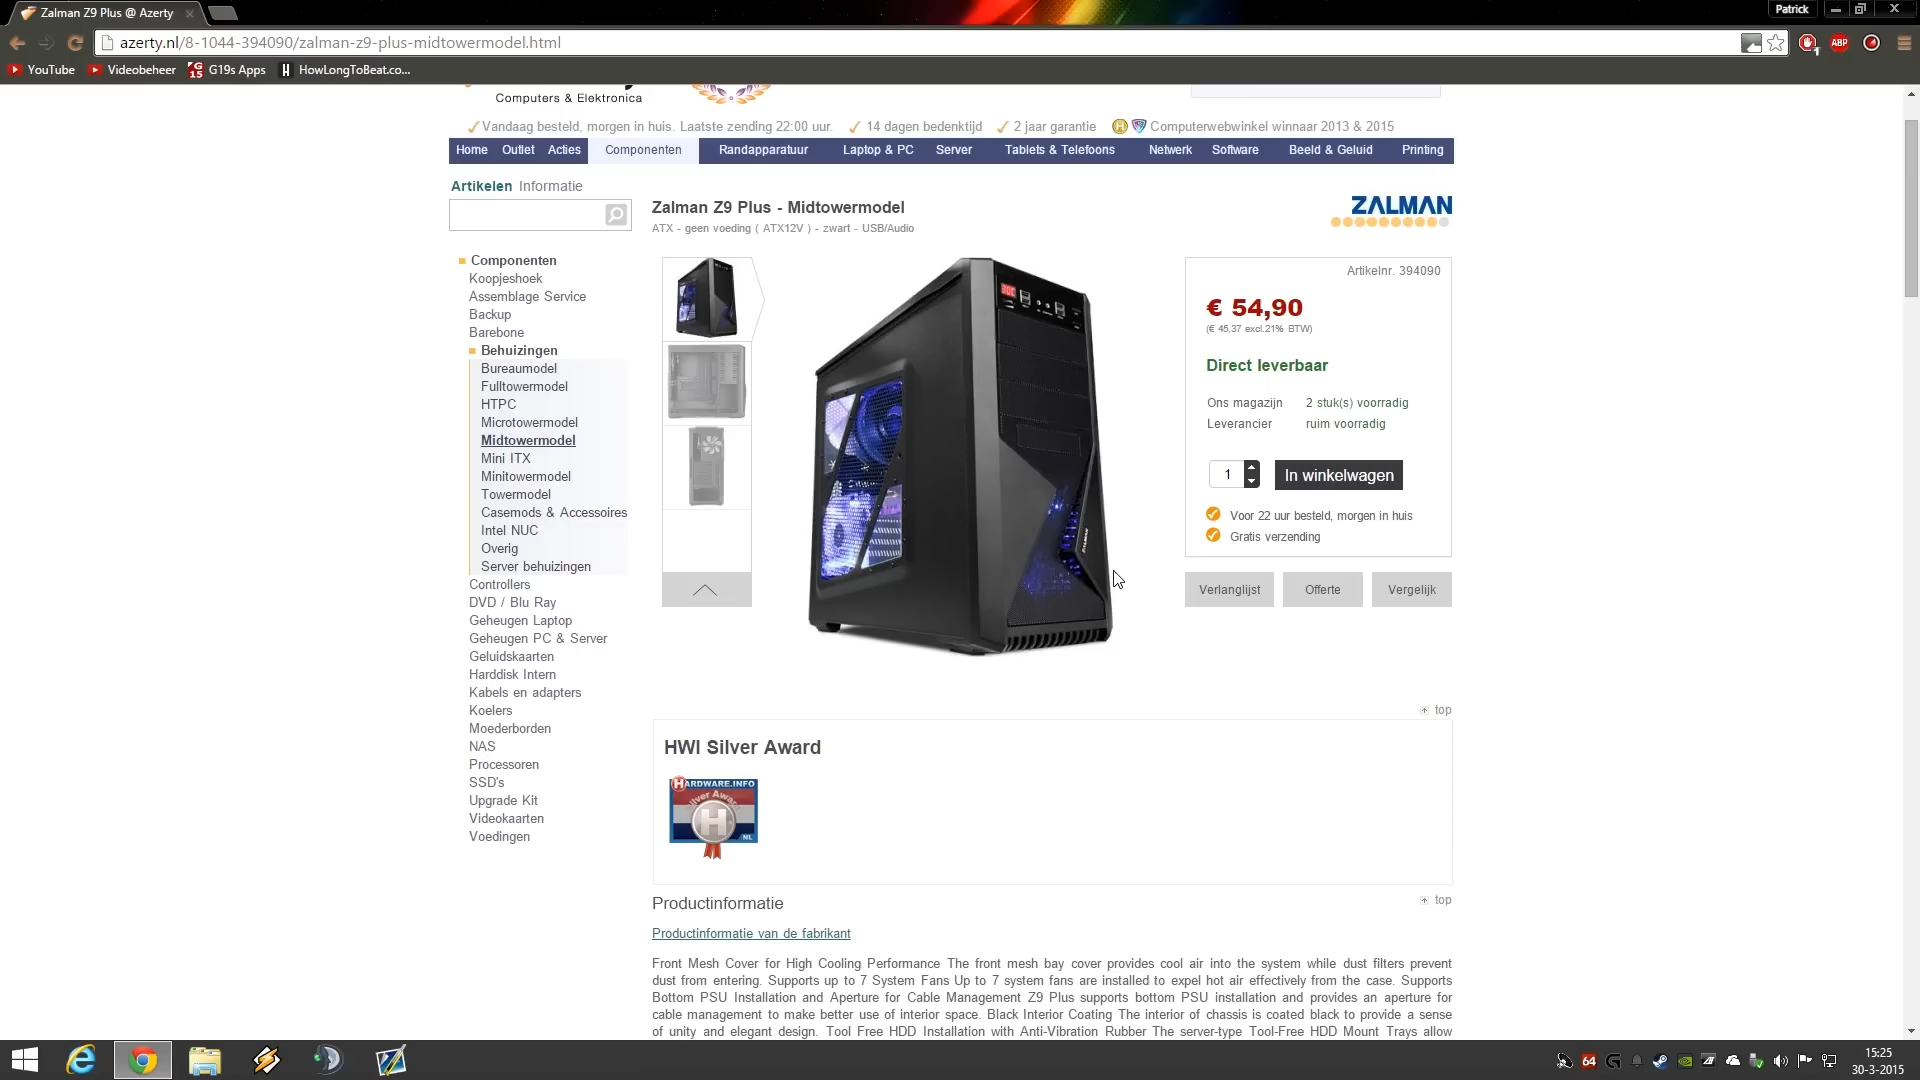 Zalman Z9 Plus @ Azerty
Patrick
azerty.nl/8-1044-394090/zalman-z9-plus-midtowermodel.html
1
ABP
YouTube
Videobeheer
G15
G19s Apps
H
HowLongToBeat.co...
Computers & Elektronica
Vandaag besteld, morgen in huis. Laatste zending 22:00 uur.
14 dagen bedenktijd
2 jaar garantie
Computerwebwinkel winnaar 2013 & 2015
Home
Outlet
Acties
Componenten
Randapparatuur
Laptop & PC
Server
Tablets & Telefoons
Netwerk
Software
Beeld & Geluid
Printing
Artikelen
Informatie
Componenten
Koopjeshoek
Assemblage Service
Backup
Barebone
Behuizingen
Bureaumodel
Fulltowermodel
HTPC
Microtowermodel
Midtowermodel
Mini ITX
Minitowermodel
Towermodel
Casemods & Accessoires
Intel NUC
Overig
Server behuizingen
Controllers
DVD / Blu Ray
Geheugen Laptop
Geheugen PC & Server
Geluidskaarten
Harddisk Intern
Kabels en adapters
Koelers
Moederborden
NAS
Processoren
SSD's
Upgrade Kit
Videokaarten
Voedingen
Zalman Z9 Plus - Midtowermodel
ATX - geen voeding ( ATX12V ) - zwart - USB/Audio
ZALMAN
ZALMAN
Artikelnr. 394090
€ 54,90
(€ 45,37 excl.21% BTW)
Direct leverbaar
Ons magazijn 2 stuk(s) voorradig
Leverancier ruim voorradig
1
In winkelwagen
Voor 22 uur besteld, morgen in huis
Gratis verzending
Verlanglijst
Offerte
Vergelijk
top
HWI Silver Award
HARDWARE.INFO
Silver Award
H
NL
Productinformatie
top
Productinformatie van de fabrikant
Front Mesh Cover for High Cooling Performance The front mesh bay cover provides cool air into the system while dust filters prevent
dust from entering. Supports up to 7 System Fans Up to 7 system fans are installed to expel hot air effectively from the case. Supports
Bottom PSU Installation and Aperture for Cable Management Z9 Plus supports bottom PSU installation and provides an aperture for
cable management to make better use of interior space. Black Interior Coating The interior of chassis is coated black to provide a sense
of unity and elegant design. Tool Free HDD Installation with Anti-Vibration Rubber The server-type Tool-Free HDD Mount Trays allow
64
15:25
30-3-2015